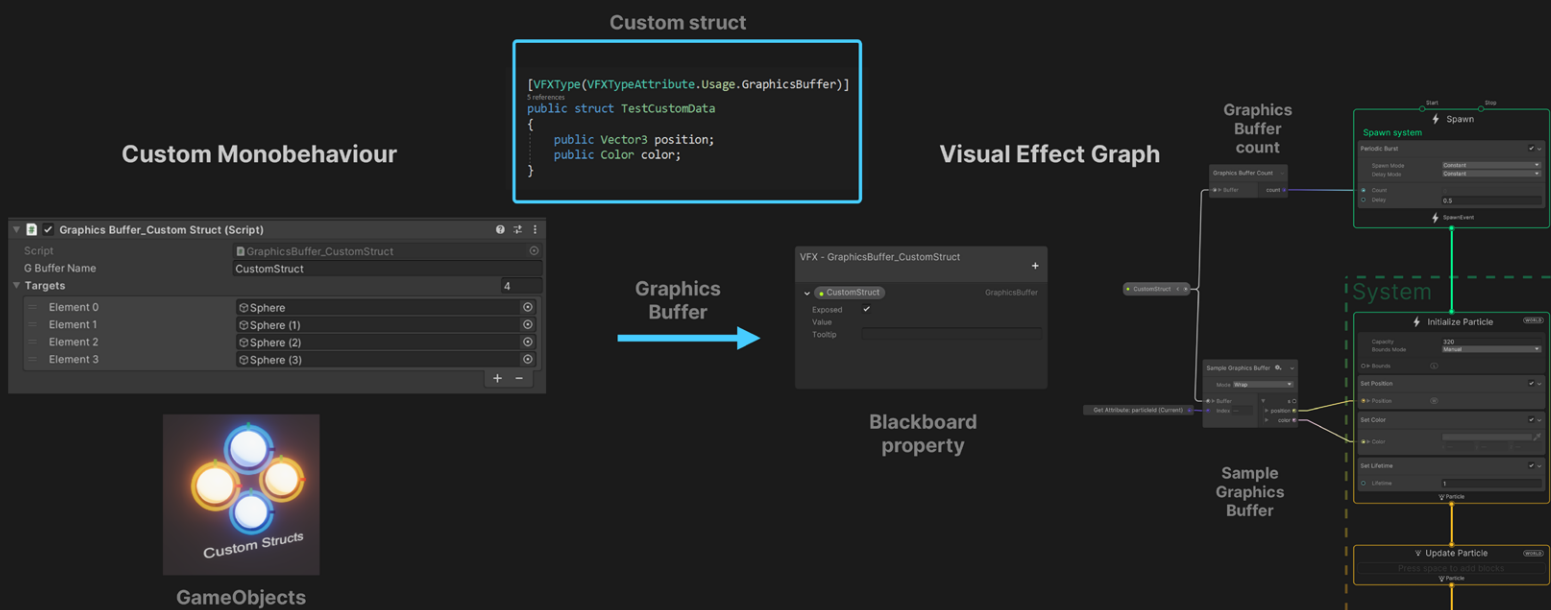 Custom struct
[VFXType(VFXTypeAttribute.Usage.GraphicsBuffer)]
5 references
public struct TestCustomData
{
public Vector3 position;
public Color color;
}
Custom Monobehaviour
Graphics Buffer_Custom Struct (Script)
Script
GraphicsBuffer_CustomStruct
G Buffer Name
CustomStruct
Targets
4
Element 0
Sphere
Element 1
Sphere (1)
Element 2
Sphere (2)
Element 3
Sphere (3)
+ −
Custom Structs
GameObjects
Graphics
Buffer
Visual Effect Graph
VFX - GraphicsBuffer_CustomStruct
+
CustomStruct
GraphicsBuffer
Exposed
Value
Tooltip
Blackboard
property
Graphics
Buffer
count
Graphics Buffer Count
Buffer
count
CustomStruct
Get Attribute: particleId (Current)
Sample Graphics Buffer
Mode
Wrap
Buffer
s
Index
position
color
Sample
Graphics
Buffer
Start
Stop
Spawn
Spawn system
Periodic Burst
Spawn Mode
Constant
Delay Mode
Constant
Count
Delay
0.5
SpawnEvent
System
Initialize Particle
WORLD
Capacity
320
Bounds Mode
Manual
Bounds
L
Set Position
Position
Set Color
Color
Set Lifetime
Lifetime
1
Particle
Update Particle
WORLD
Press space to add blocks
Particle